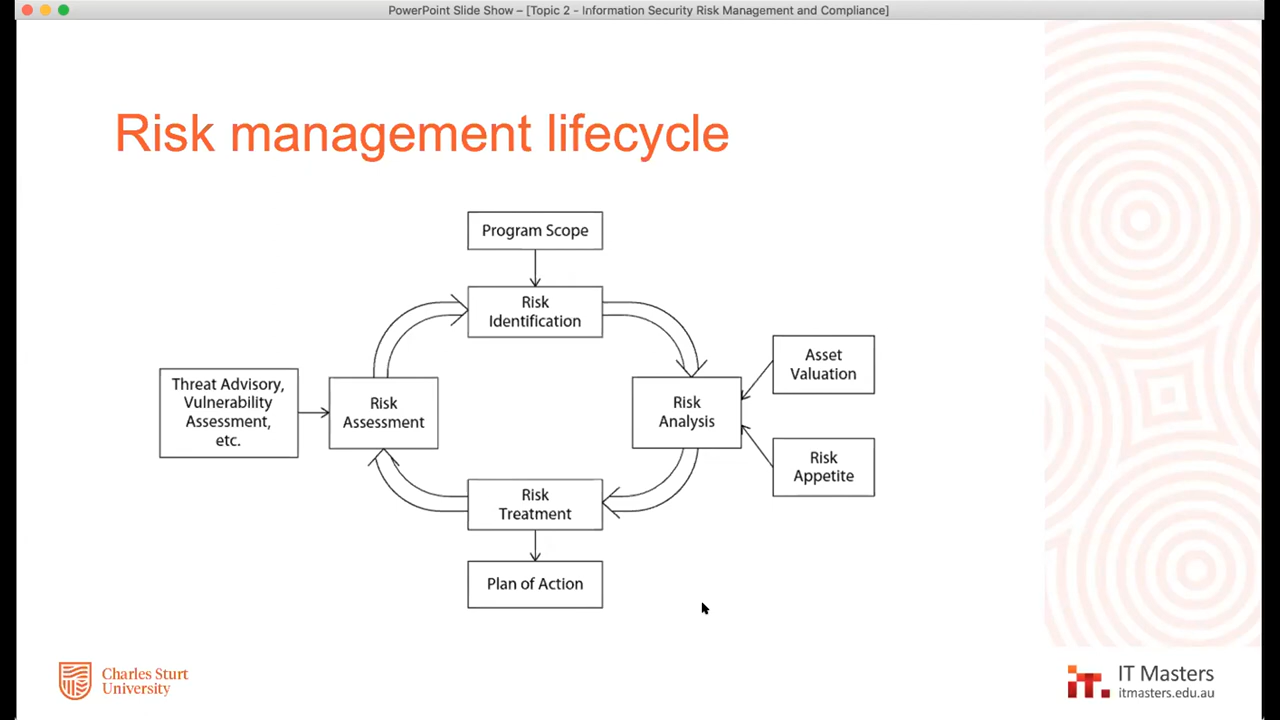 PowerPoint Slide Show – [Topic 2 - Information Security Risk Management and Compliance]
Risk management lifecycle
Program Scope
Risk
Identification
Asset
Valuation
Threat Advisory,
Vulnerability
Assessment,
etc.
Risk
Assessment
Risk
Analysis
Risk
Appetite
Risk
Treatment
Plan of Action
Charles Sturt
University
it.
IT Masters
itmasters.edu.au